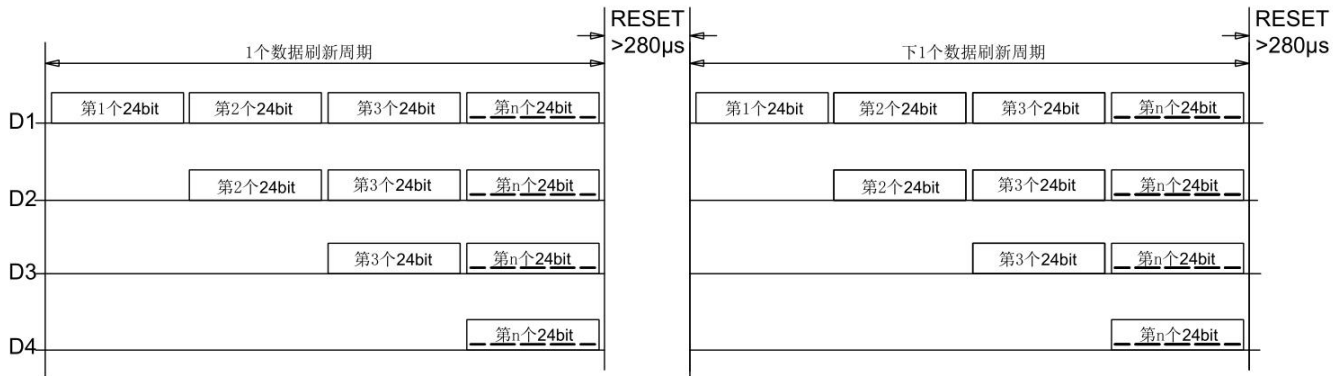 RESET
>280μs
RESET
>280μs
1个数据刷新周期
下1个数据刷新周期
D1 第1个24bit 第2个24bit 第3个24bit 第n个24bit 第1个24bit 第2个24bit 第3个24bit 第n个24bit
D2 第2个24bit 第3个24bit 第n个24bit 第2个24bit 第3个24bit 第n个24bit
D3 第3个24bit 第n个24bit 第3个24bit 第n个24bit
D4 第n个24bit 第n个24bit